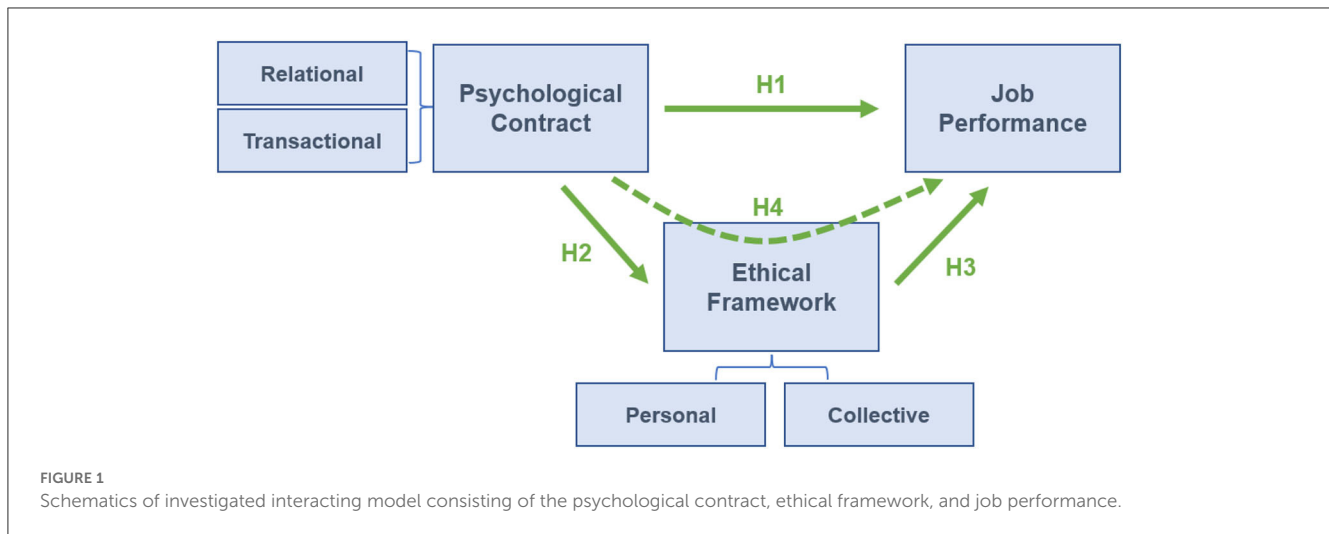 Relational
Transactional
Psychological
Contract
H1
Job
Performance
H2
H4
H3
Ethical
Framework
Personal
Collective
FIGURE 1
Schematics of investigated interacting model consisting of the psychological contract, ethical framework, and job performance.